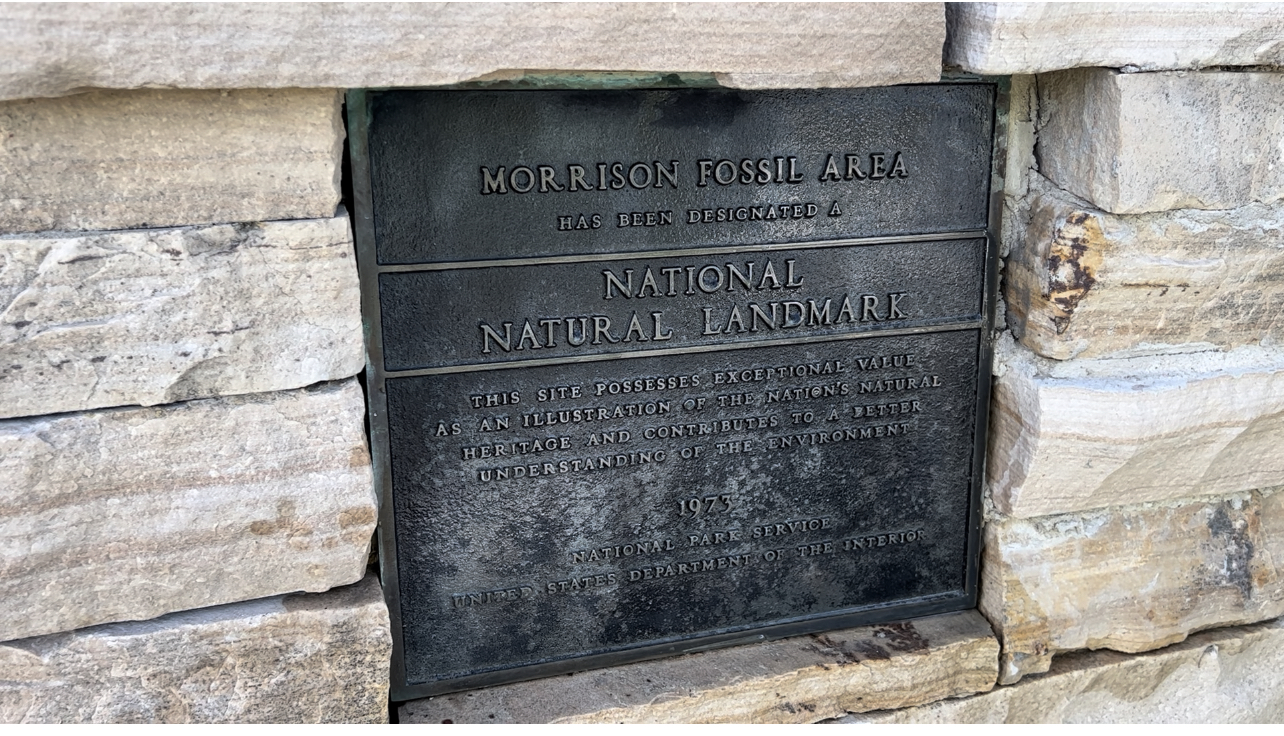 MORRISON FOSSIL AREA
HAS BEEN DESIGNATED A
NATIONAL
NATURAL LANDMARK
THIS SITE POSSESSES EXCEPTIONAL VALUE
AS AN ILLUSTRATION OF THE NATION'S NATURAL
HERITAGE AND CONTRIBUTES TO A BETTER
UNDERSTANDING OF THE ENVIRONMENT
1973
NATIONAL PARK SERVICE
UNITED STATES DEPARTMENT OF THE INTERIOR